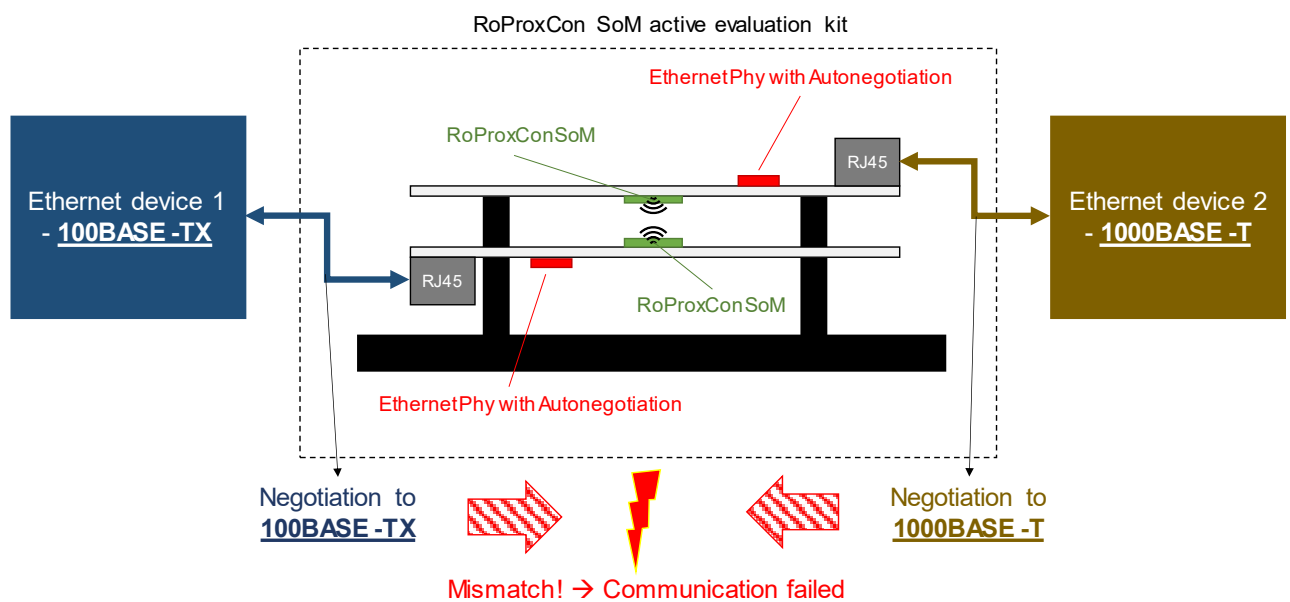 RoProxCon SoM active evaluation kit
Ethernet Phy with Autonegotiation
RoProxConSoM
RJ45
Ethernet device 1
- 100BASE -TX
Ethernet device 2
- 1000BASE -T
RJ45
RoProxConSoM
Ethernet Phy with Autonegotiation
Negotiation to
100BASE -TX
Negotiation to
1000BASE -T
Mismatch! → Communication failed